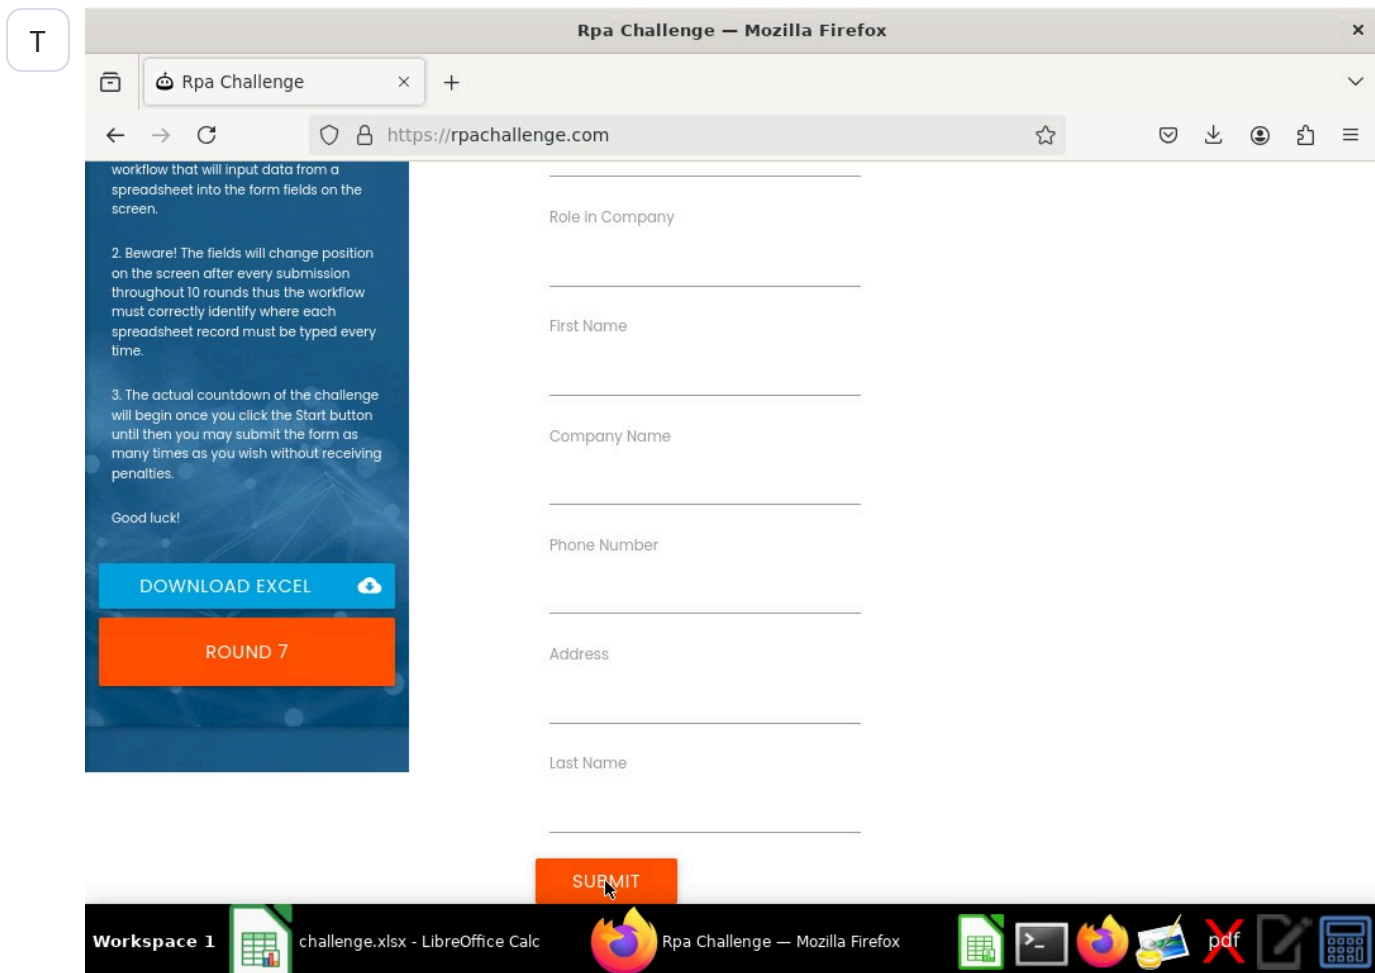 T
Rpa Challenge — Mozilla Firefox
Rpa Challenge
https://rpachallenge.com
workflow that will input data from a
spreadsheet into the form fields on the
screen.
2. Beware! The fields will change position
on the screen after every submission
throughout 10 rounds thus the workflow
must correctly identify where each
spreadsheet record must be typed every
time.
3. The actual countdown of the challenge
will begin once you click the Start button
until then you may submit the form as
many times as you wish without receiving
penalties.
Good luck!
DOWNLOAD EXCEL
ROUND 7
Role in Company
First Name
Company Name
Phone Number
Address
Last Name
SUBMIT
Workspace 1
challenge.xlsx - LibreOffice Calc
Rpa Challenge — Mozilla Firefox
pdf